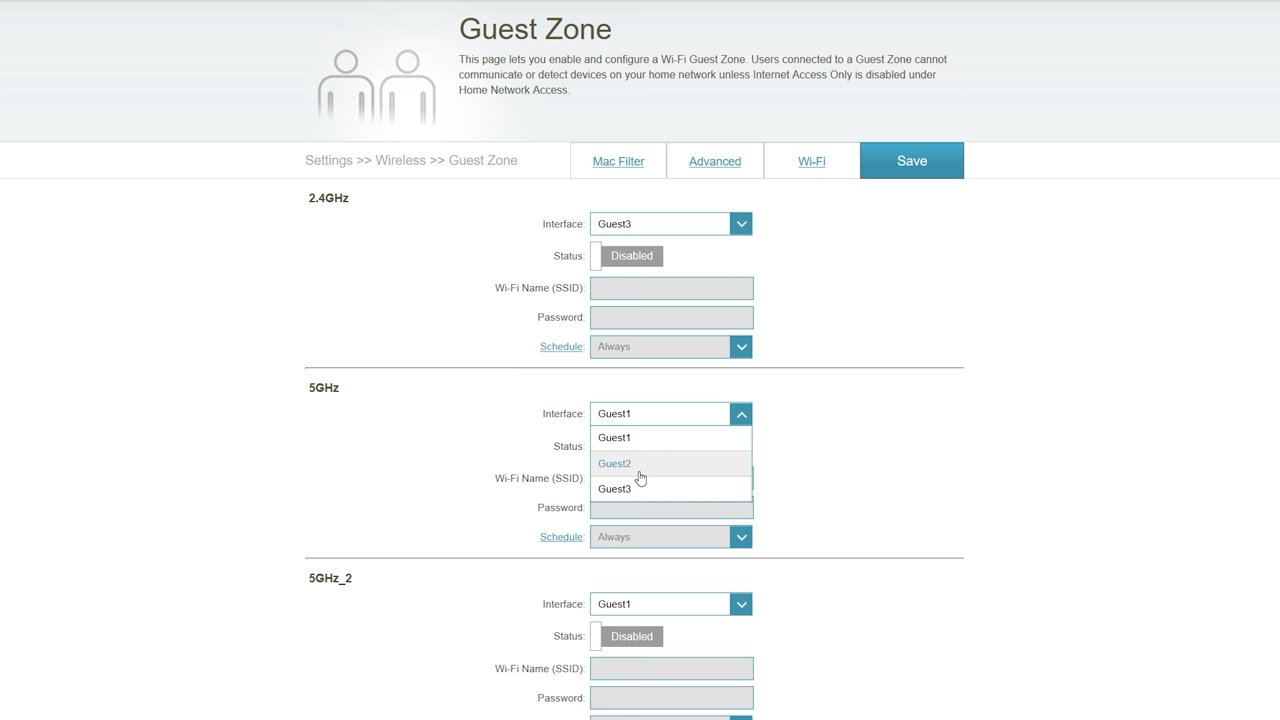 Guest Zone
This page lets you enable and configure a Wi-Fi Guest Zone. Users connected to a Guest Zone cannot
communicate or detect devices on your home network unless Internet Access Only is disabled under
Home Network Access.
Settings >> Wireless >> Guest Zone
Mac Filter
Advanced
Wi-Fi
Save
2.4GHz
Interface: Guest3
Status: Disabled
Wi-Fi Name (SSID):
Password:
Schedule: Always
5GHz
Interface: Guest1
Guest1
Status:
Guest2
Wi-Fi Name (SSID):
Guest3
Password:
Schedule: Always
5GHz_2
Interface: Guest1
Status: Disabled
Wi-Fi Name (SSID):
Password: